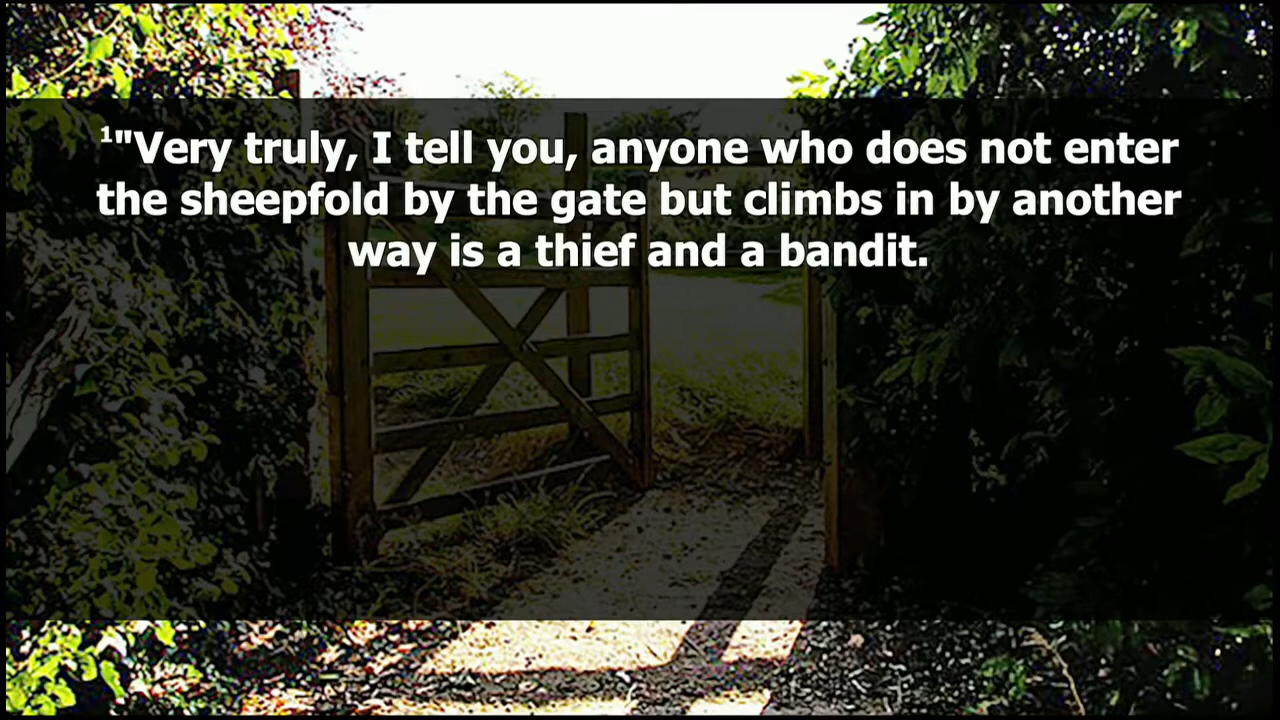 1"Very truly, I tell you, anyone who does not enter
the sheepfold by the gate but climbs in by another
way is a thief and a bandit.